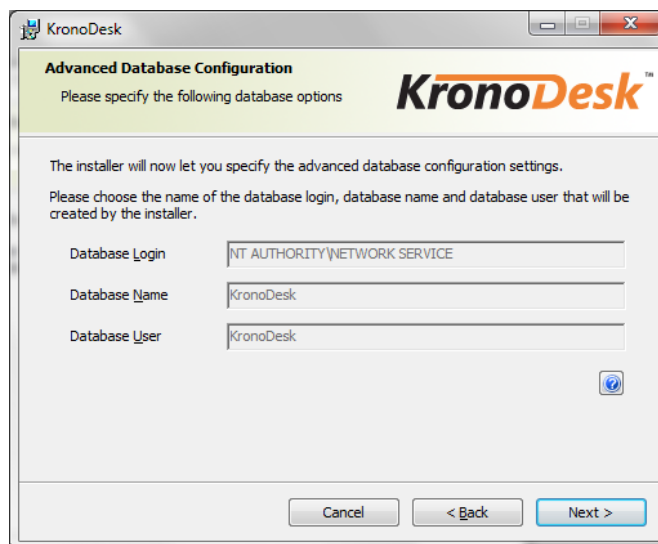 KronoDesk
Advanced Database Configuration
Please specify the following database options
KronoDesk™
The installer will now let you specify the advanced database configuration settings.
Please choose the name of the database login, database name and database user that will be
created by the installer.
Database Login
NT AUTHORITY\NETWORK SERVICE
Database Name
KronoDesk
Database User
KronoDesk
?
Cancel
< Back
Next >